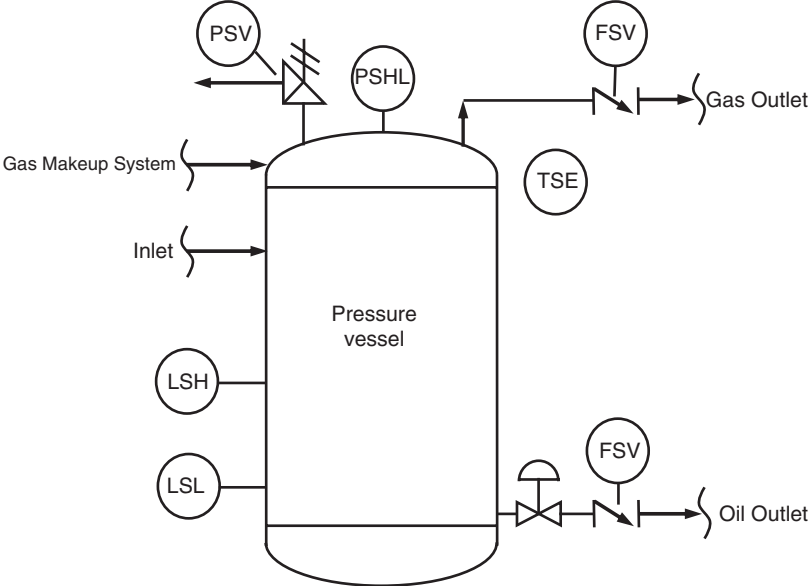 PSV
FSV
PSHL
Gas Outlet
Gas Makeup System
TSE
Inlet
Pressure
vessel
LSH
FSV
LSL
Oil Outlet